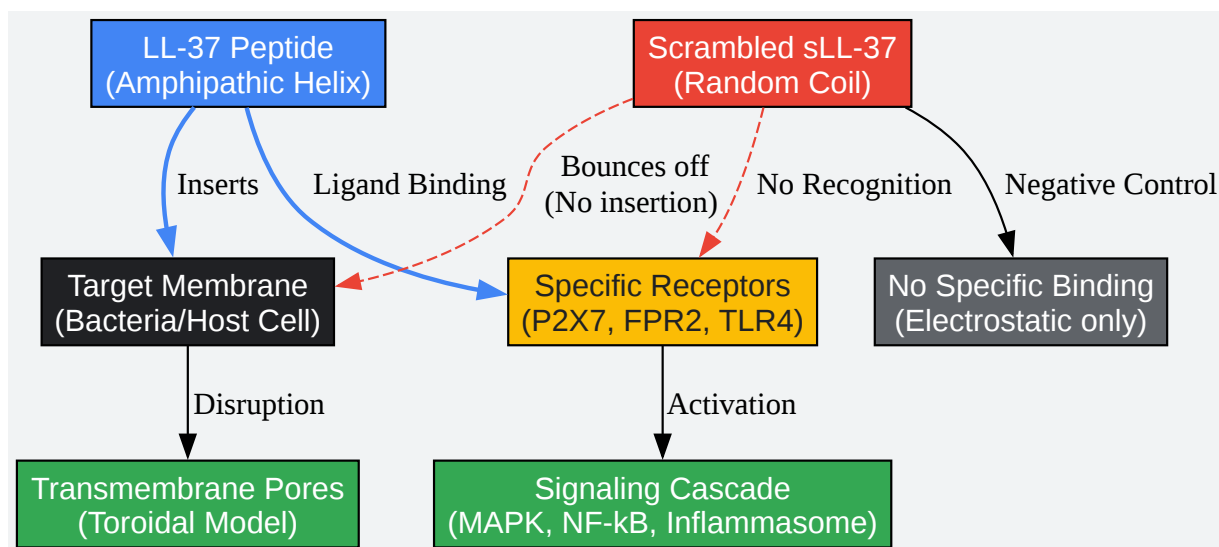 LL-37 Peptide
(Amphipathic Helix)
Scrambled sLL-37
(Random Coil)
Inserts
Ligand Binding
Bounces off
(No insertion)
No Recognition
Negative Control
Target Membrane
(Bacteria/Host Cell)
Specific Receptors
(P2X7, FPR2, TLR4)
No Specific Binding
(Electrostatic only)
Disruption
Activation
Transmembrane Pores
(Toroidal Model)
Signaling Cascade
(MAPK, NF-kB, Inflammasome)